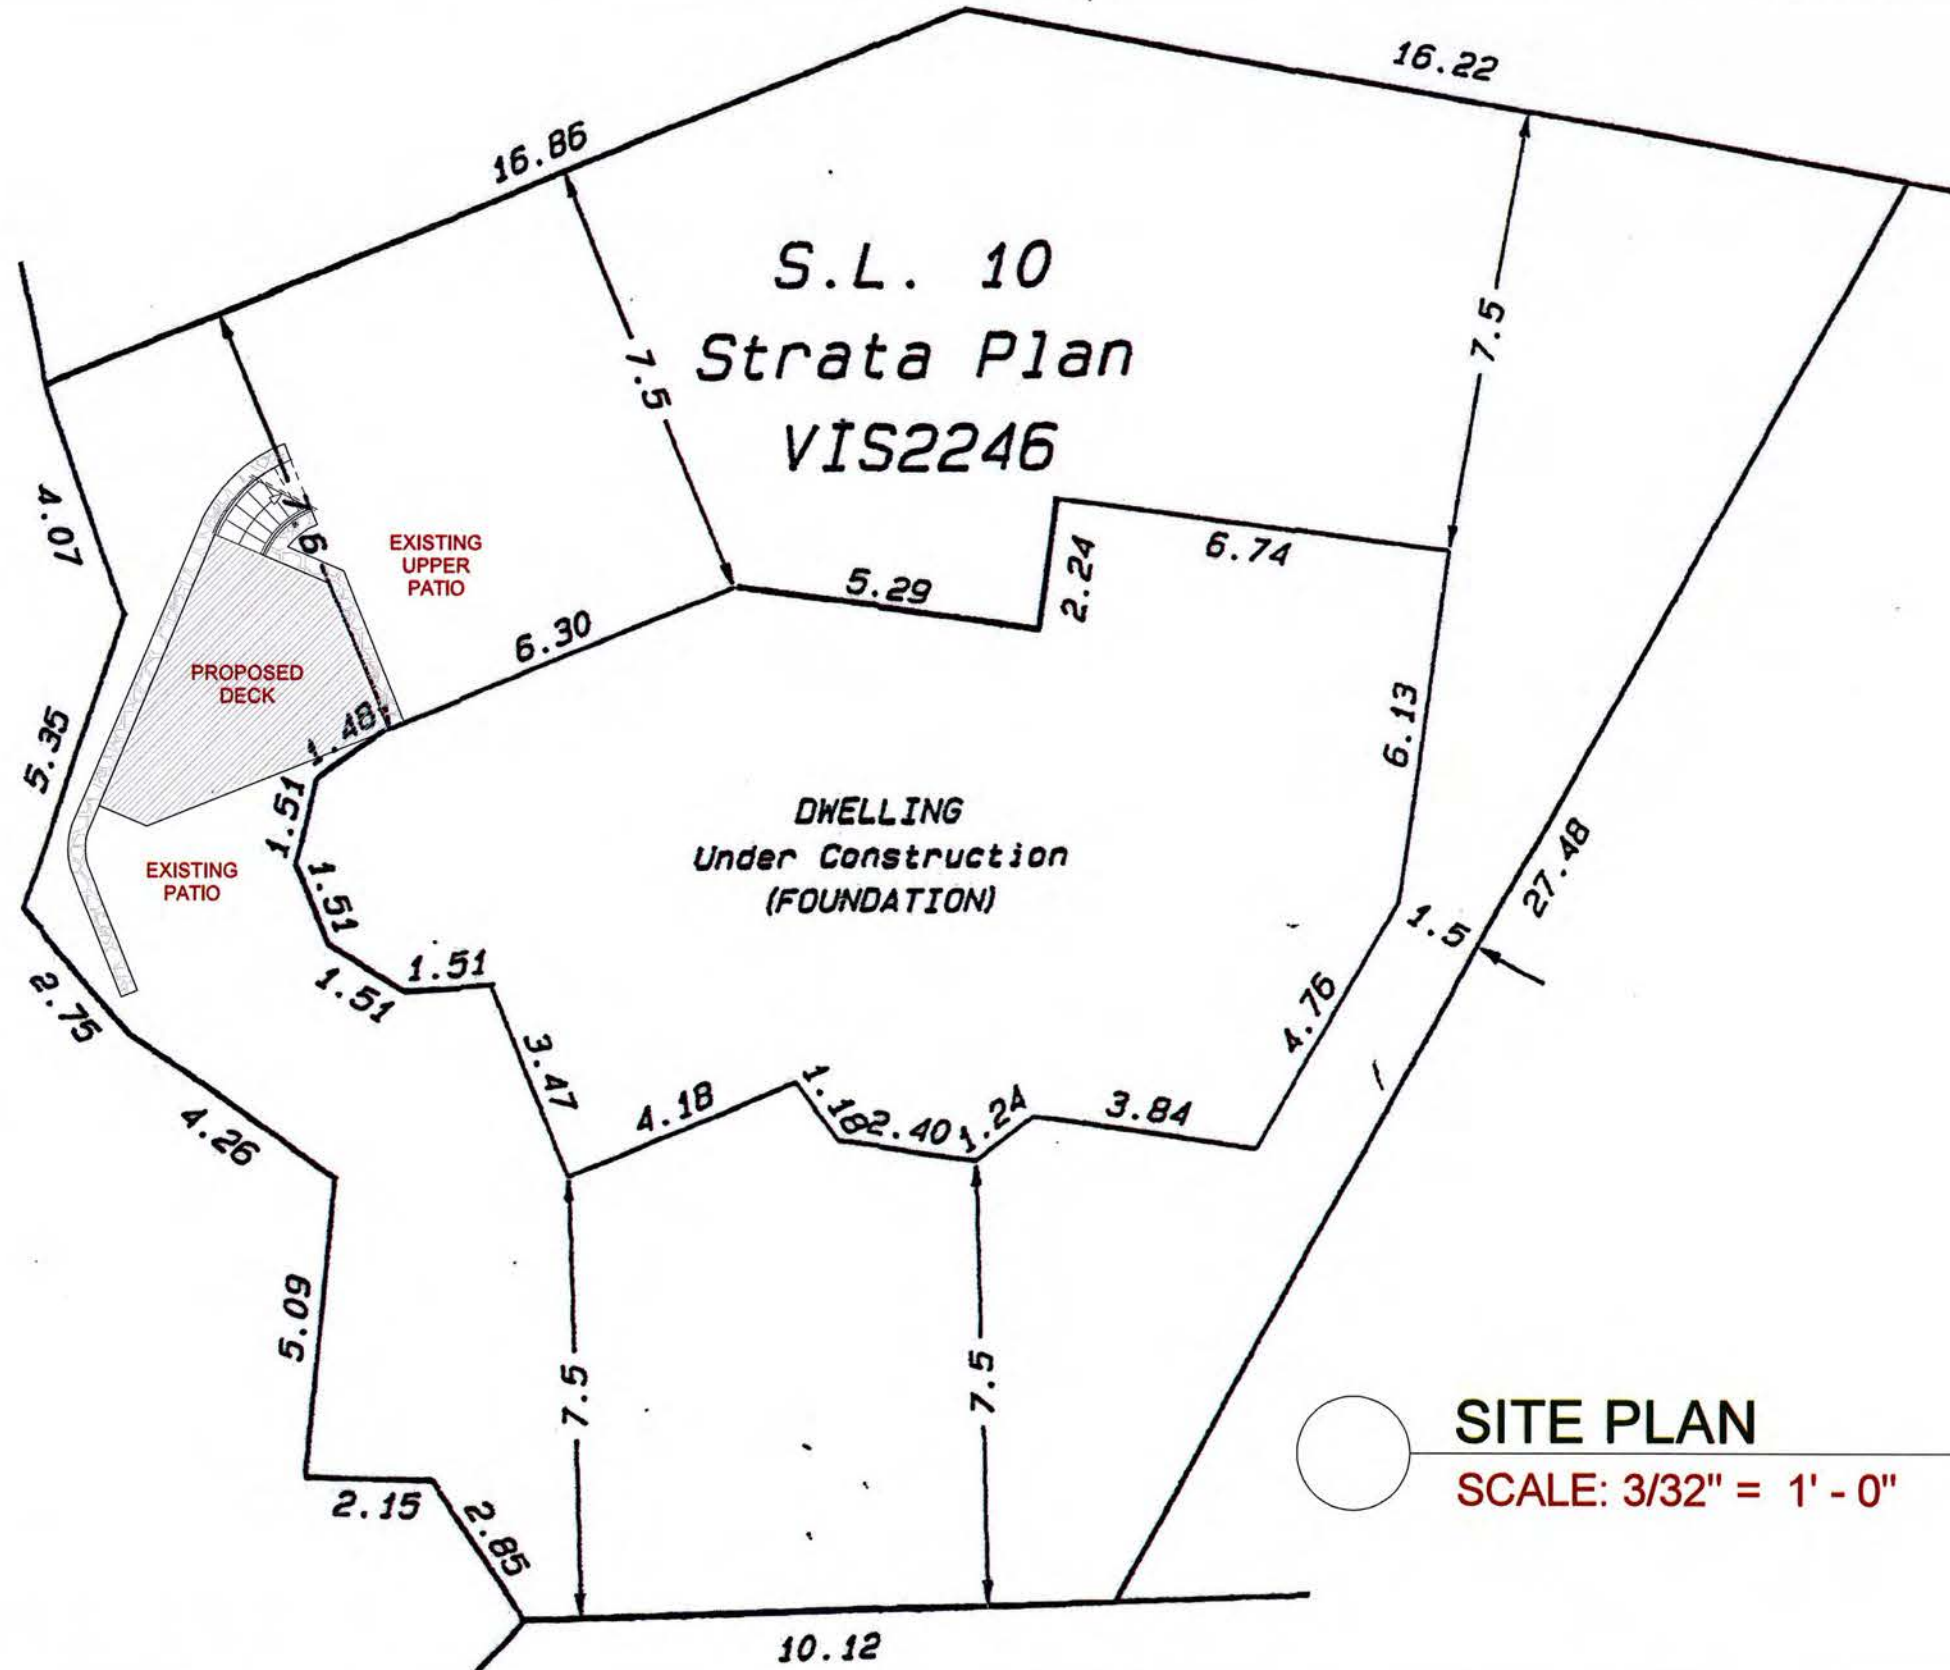 16.22
16.86
S.L. 10
Strata Plan
VIS2246
7.5
7.5
4.07
7.6
EXISTING
UPPER
PATIO
6.74
2.24
5.29
6.30
PROPOSED
DECK
1.48
5.35
6.13
1.51
DWELLING
Under Construction
(FOUNDATION)
EXISTING
PATIO
1.51
27.48
1.5
1.51
1.51
2.75
4.76
3.47
4.18
1.18
2.40
1.24
3.84
4.26
5.09
7.5
7.5
2.15
2.85
10.12
SITE PLAN
SCALE: 3/32" = 1' - 0"